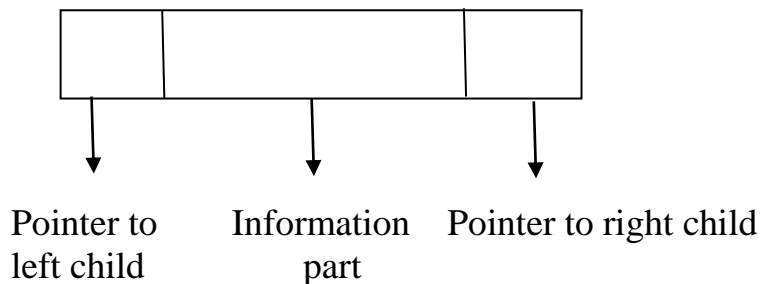 Pointer to
left child
Information
part
Pointer to right child